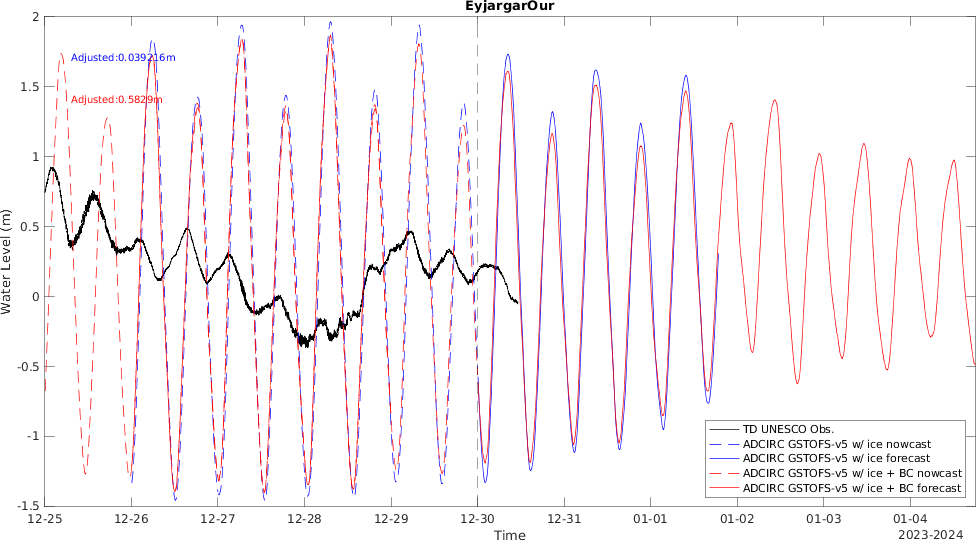 EyjargarOur
2
1.5
1
0.5
0
-0.5
-1
-1.5
Water Level (m)
Adjusted:0.039216m
Adjusted:0.5829m
TD UNESCO Obs.
ADCIRC GSTOFS-v5 w/ ice nowcast
ADCIRC GSTOFS-v5 w/ ice forecast
ADCIRC GSTOFS-v5 w/ ice + BC nowcast
ADCIRC GSTOFS-v5 w/ ice + BC forecast
12-25 12-26 12-27 12-28 12-29 12-30 12-31 01-01 01-02 01-03 01-04
Time
2023-2024